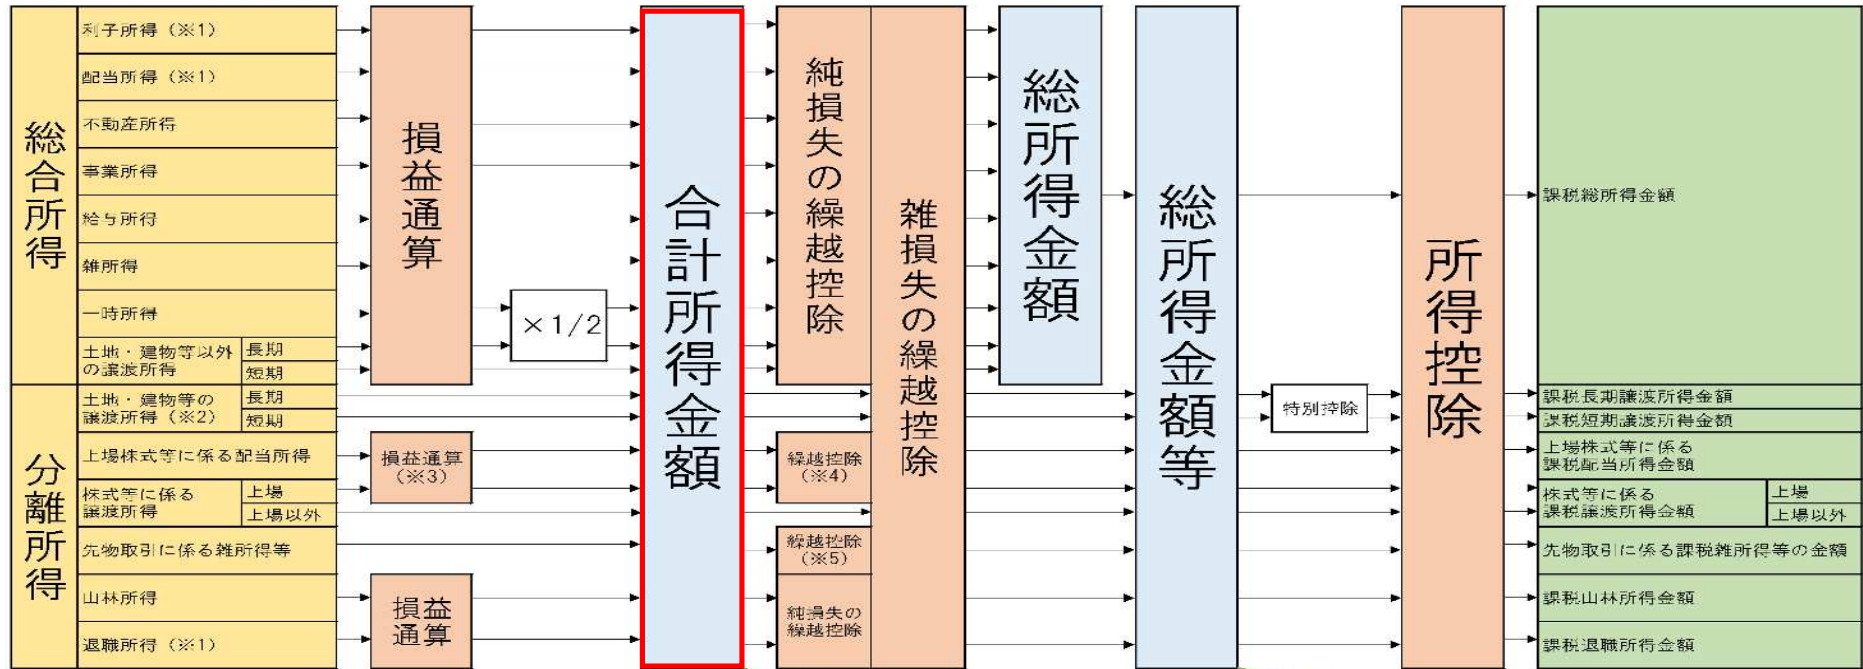 総合所得
利子所得（※1）
配当所得（※1）
不動産所得
事業所得
給与所得
雑所得
一時所得
土地・建物等以外
の譲渡所得
長期
短期
分離所得
土地・建物等の
譲渡所得（※2）
長期
短期
上場株式等に係る配当所得
株式等に係る
譲渡所得
上場
上場以外
先物取引に係る雑所得等
山林所得
退職所得（※1）
損益通算
×1/2
損益通算
（※3）
損益
通算
合計所得金額
純損失の繰越控除
繰越控除
（※4）
繰越控除
（※5）
純損失の
繰越控除
雑損失の繰越控除
総所得金額
総所得金額等
特別控除
所得控除
課税総所得金額
課税長期譲渡所得金額
課税短期譲渡所得金額
上場株式等に係る
課税配当所得金額
株式等に係る
課税譲渡所得金額
上場
上場以外
先物取引に係る課税雑所得等の金額
課税山林所得金額
課税退職所得金額